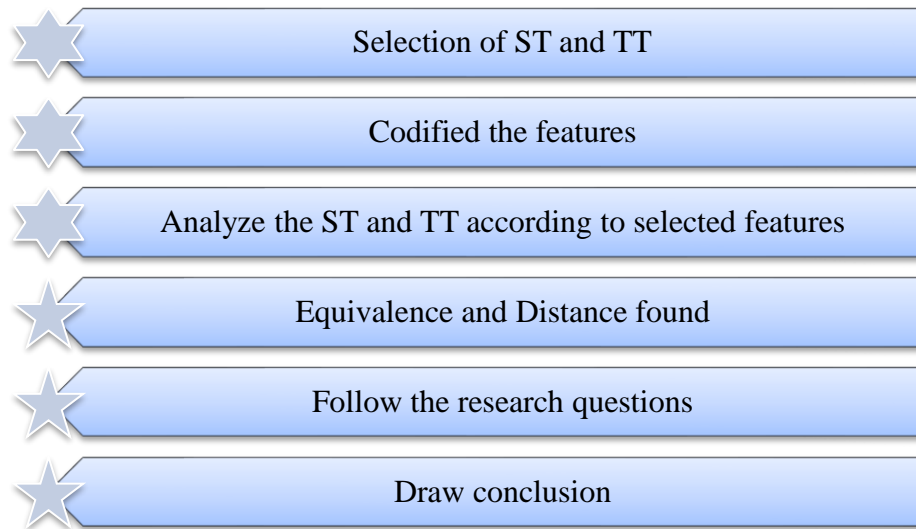 Selection of ST and TT
Codified the features
Analyze the ST and TT according to selected features
Equivalence and Distance found
Follow the research questions
Draw conclusion